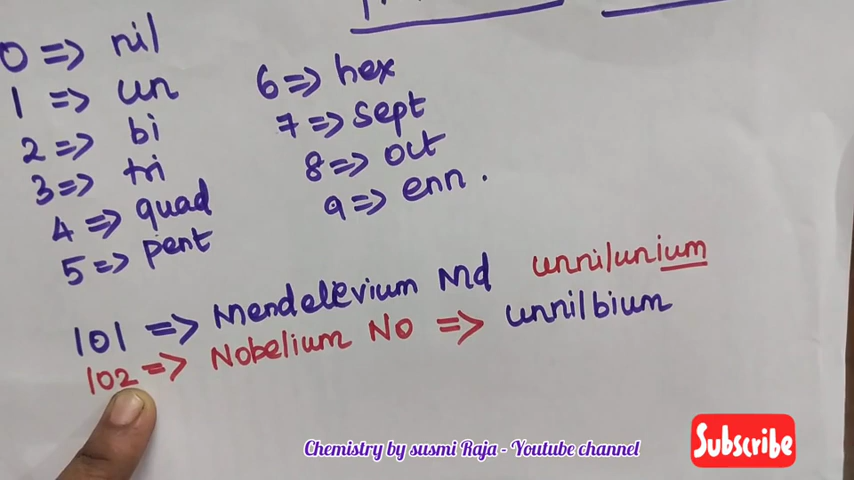 0 => nil
1 => un
2 => bi
3 => tri
4 => quad
5 => pent
6 => hex
7 => sept
8 => oct
9 => enn.
101 => Mendelevium Md unnilunium
102 => Nobelium No => unnilbium
Chemistry by susmi Raja - Youtube channel
Subscribe